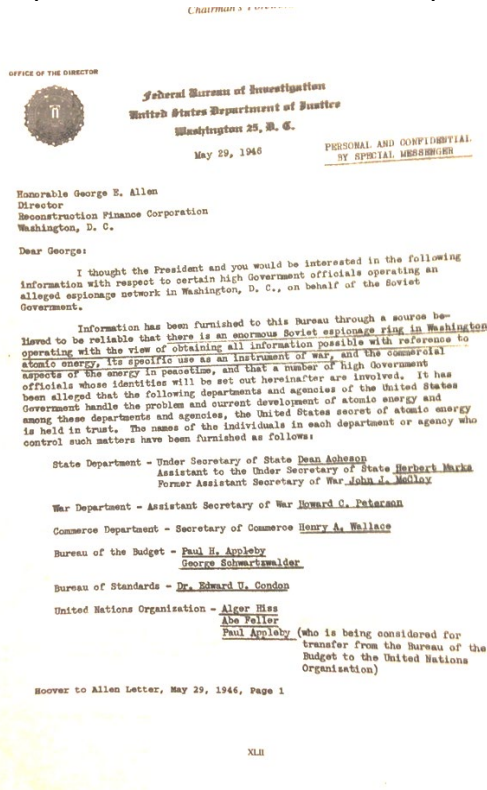 Chairman's
OFFICE OF THE DIRECTOR
Federal Bureau of Investigation
United States Department of Justice
Washington 25, D. C.
May 29, 1946
PERSONAL AND CONFIDENTIAL
BY SPECIAL MESSENGER
Honorable George E. Allen
Director
Reconstruction Finance Corporation
Washington, D. C.
Dear George:
I thought the President and you would be interested in the following
information with respect to certain high Government officials operating an
alleged espionage network in Washington, D. C., on behalf of the Soviet
Government.
Information has been furnished to this Bureau through a source be-
lieved to be reliable that there is an enormous Soviet espionage ring in Washington
operating with the view of obtaining all information possible with reference to
atomic energy, its specific use as an instrument of war, and the commercial
aspects of the energy in peacetime, and that a number of high Government
officials whose identities will be set out hereinafter are involved. It has
been alleged that the following departments and agencies of the United States
Government handle the problem and current development of atomic energy and
among these departments and agencies, the United States secret of atomic energy
is held in trust. The names of the individuals in each department or agency who
control such matters have been furnished as follows:
State Department - Under Secretary of State Dean Acheson
Assistant to the Under Secretary of State Herbert Marks
Former Assistant Secretary of War John J. McCloy
War Department - Assistant Secretary of War Howard C. Peterson
Commerce Department - Secretary of Commerce Henry A. Wallace
Bureau of the Budget - Paul H. Appleby
George Schwartzwalder
Bureau of Standards - Dr. Edward U. Condon
United Nations Organization - Alger Hiss
Abe Feller
Paul Appleby (who is being considered for
transfer from the Bureau of the
Budget to the United Nations
Organization)
Hoover to Allen Letter, May 29, 1946, Page 1
XLII